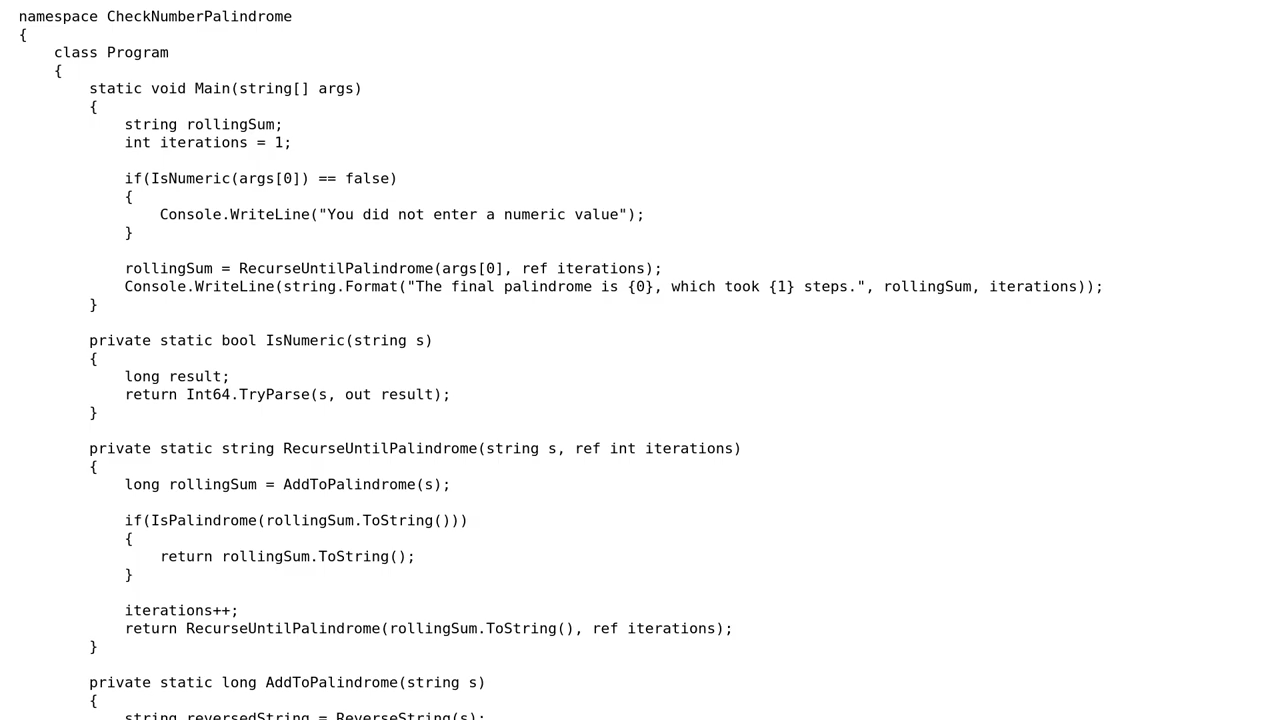 namespace CheckNumberPalindrome
{
    class Program
    {
        static void Main(string[] args)
        {
            string rollingSum;
            int iterations = 1;

            if(IsNumeric(args[0]) == false)
            {
                Console.WriteLine("You did not enter a numeric value");
            }

            rollingSum = RecurseUntilPalindrome(args[0], ref iterations);
            Console.WriteLine(string.Format("The final palindrome is {0}, which took {1} steps.", rollingSum, iterations));
        }

        private static bool IsNumeric(string s)
        {
            long result;
            return Int64.TryParse(s, out result);
        }

        private static string RecurseUntilPalindrome(string s, ref int iterations)
        {
            long rollingSum = AddToPalindrome(s);

            if(IsPalindrome(rollingSum.ToString()))
            {
                return rollingSum.ToString();
            }

            iterations++;
            return RecurseUntilPalindrome(rollingSum.ToString(), ref iterations);
        }

        private static long AddToPalindrome(string s)
        {
            string reversedString = ReverseString(s);